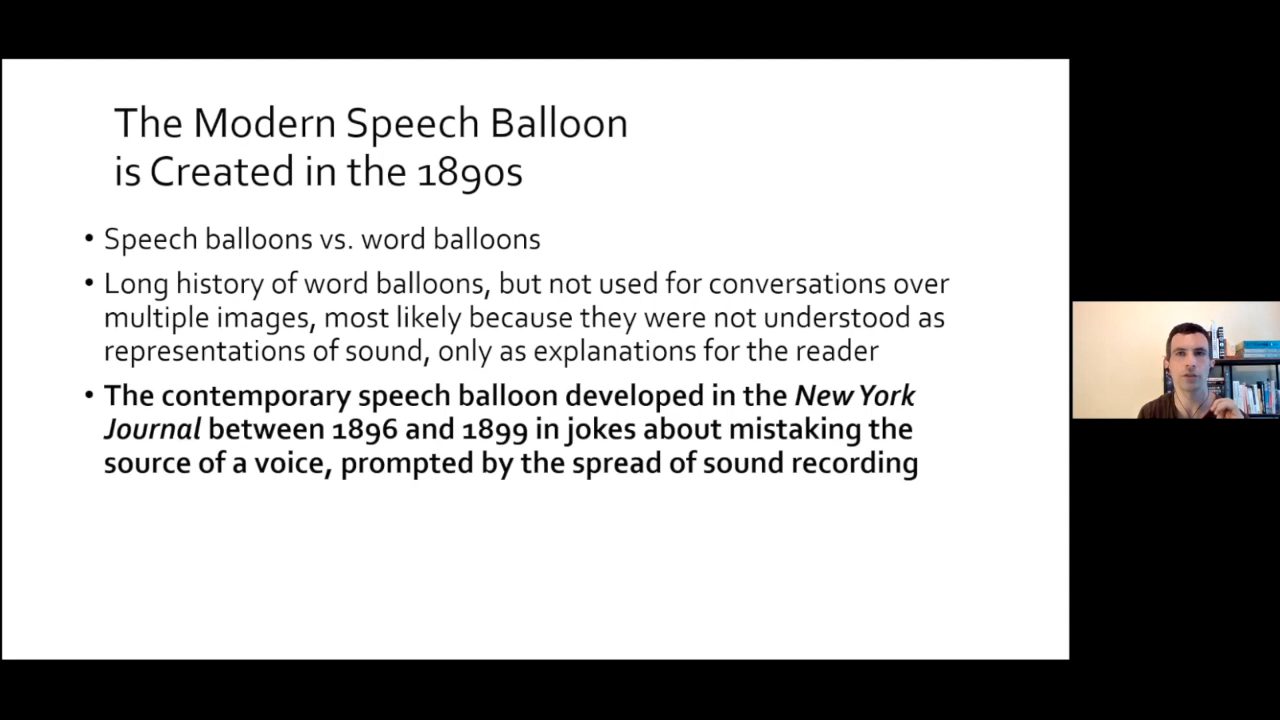 The Modern Speech Balloon
is Created in the 1890s
• Speech balloons vs. word balloons
• Long history of word balloons, but not used for conversations over
multiple images, most likely because they were not understood as
representations of sound, only as explanations for the reader
• The contemporary speech balloon developed in the New York
Journal between 1896 and 1899 in jokes about mistaking the
source of a voice, prompted by the spread of sound recording